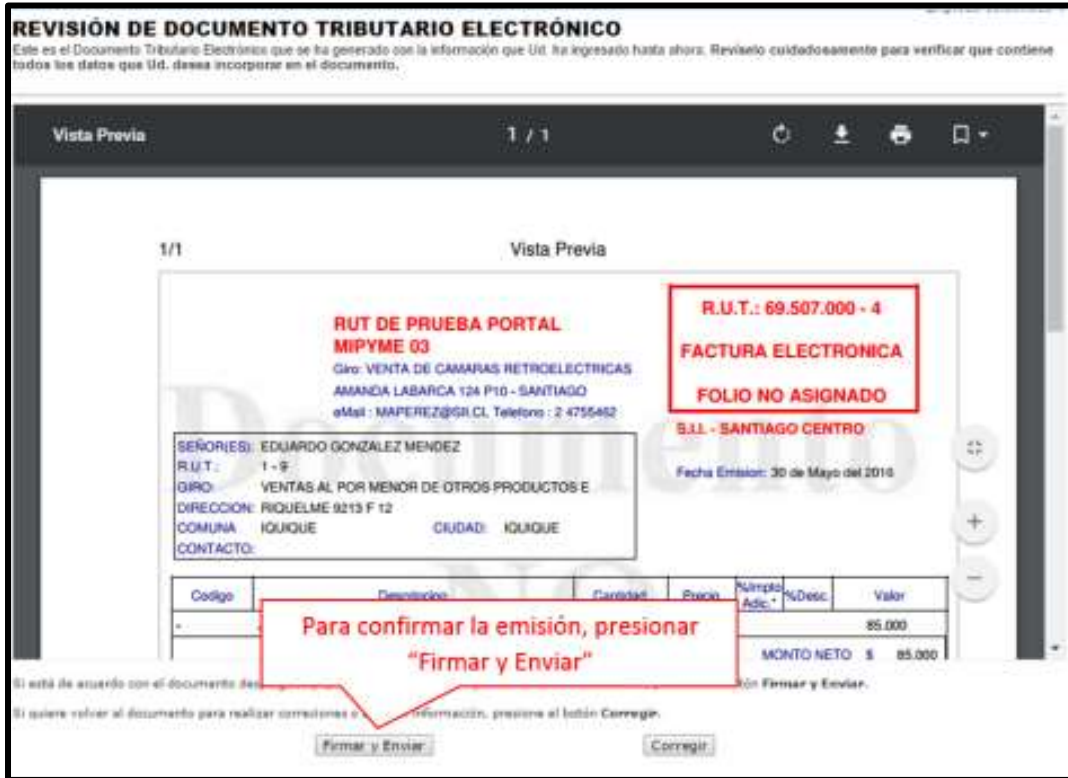 REVISIÓN DE DOCUMENTO TRIBUTARIO ELECTRÓNICO
Este es el Documento Tributario Electrónico que se ha generado con la información que Ud. ha ingresado hasta ahora. Revíselo cuidadosamente para verificar que contiene
todos los datos que Ud. desea incorporar en el documento.
Vista Previa 1 / 1
1/1 Vista Previa
R.U.T.: 69.507.000 - 4
FACTURA ELECTRONICA
FOLIO NO ASIGNADO
S.I.I. - SANTIAGO CENTRO
Fecha Emision: 30 de Mayo del 2016
RUT DE PRUEBA PORTAL
MIPYME 03
Giro: VENTA DE CAMARAS RETROELECTRICAS
AMANDA LABARCA 124 P10 - SANTIAGO
eMail : MAPEREZ@SII.CL Telefono : 2 4755462
SEÑOR(ES): EDUARDO GONZALEZ MENDEZ
R.U.T.: 1 - 9
GIRO: VENTAS AL POR MENOR DE OTROS PRODUCTOS E
DIRECCION: RIQUELME 9213 F 12
COMUNA IQUIQUE CIUDAD: IQUIQUE
CONTACTO:
Documento
NO
Codigo Descripcion Cantidad Precio %Impto Adic.* %Desc. Valor
- 85.000
MONTO NETO $ 85.000
Para confirmar la emisión, presionar
“Firmar y Enviar”
Si está de acuerdo con el documento Firmar y Enviar.
Si quiere volver al documento para realizar correcciones información, presione el botón Corregir.
Firmar y Enviar Corregir